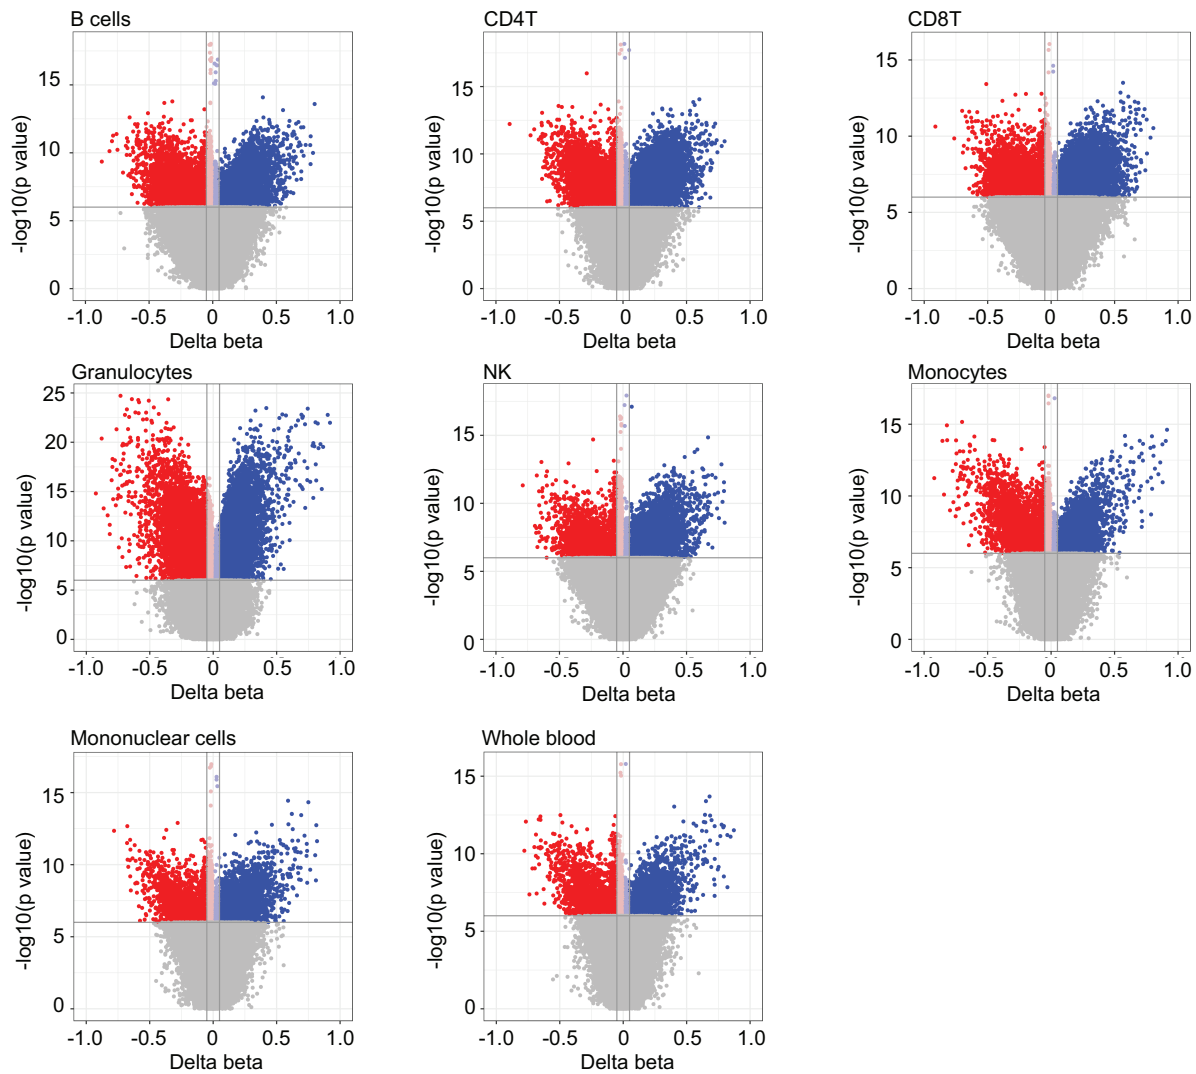 B cells
-log10(p value)
15
10
5
0
-1.0 -0.5 0 0.5 1.0
Delta beta
CD4T
-log10(p value)
15
10
5
0
-1.0 -0.5 0 0.5 1.0
Delta beta
CD8T
-log10(p value)
15
10
5
0
-1.0 -0.5 0 0.5 1.0
Delta beta
Granulocytes
-log10(p value)
25
20
15
10
5
0
-1.0 -0.5 0 0.5 1.0
Delta beta
NK
-log10(p value)
15
10
5
0
-1.0 -0.5 0 0.5 1.0
Delta beta
Monocytes
-log10(p value)
15
10
5
0
-1.0 -0.5 0 0.5 1.0
Delta beta
Mononuclear cells
-log10(p value)
15
10
5
0
-1.0 -0.5 0 0.5 1.0
Delta beta
Whole blood
-log10(p value)
15
10
5
0
-1.0 -0.5 0 0.5 1.0
Delta beta